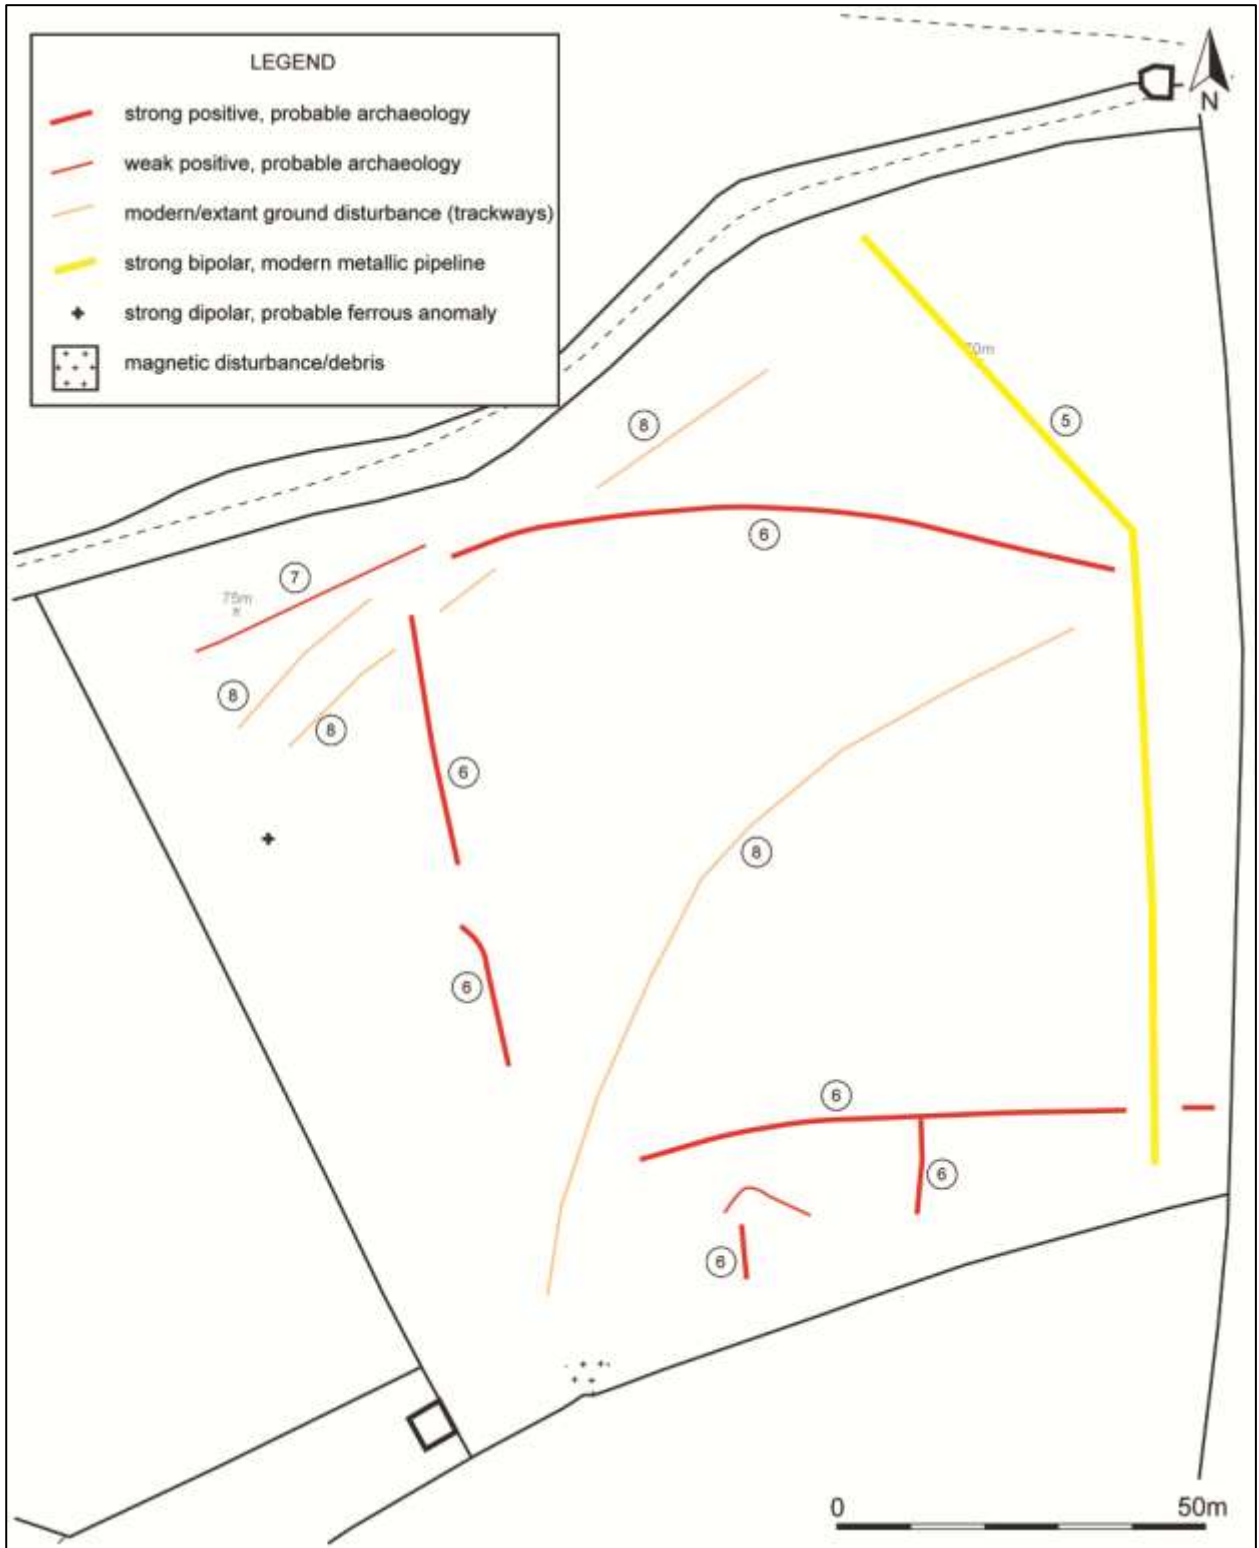 LEGEND
strong positive, probable archaeology
weak positive, probable archaeology
modern/extant ground disturbance (trackways)
strong bipolar, modern metallic pipeline
strong dipolar, probable ferrous anomaly
magnetic disturbance/debris
N
70m
5
8
6
7
75m
8
8
6
8
6
6
6
6
0 50m